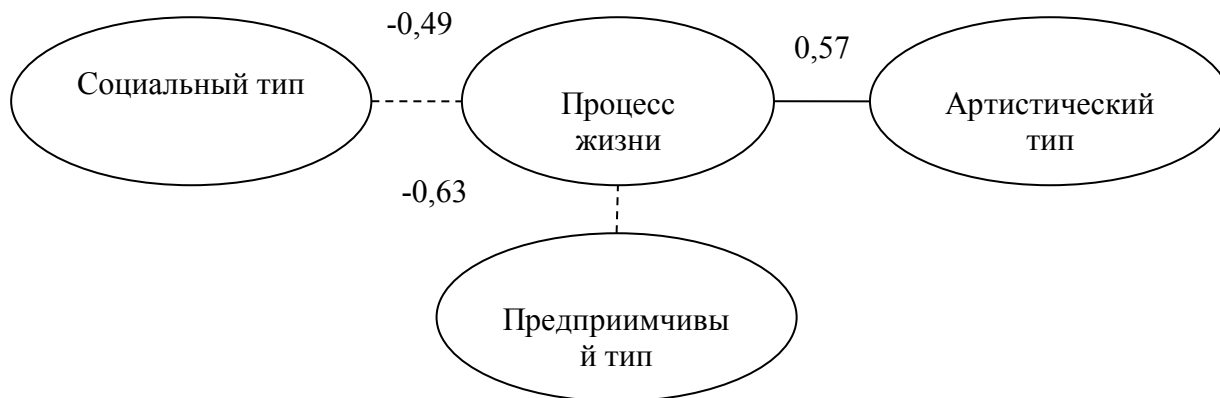 -0,49
0,57
Социальный тип
Процесс
жизни
Артистический
тип
-0,63
Предприимчивы
й тип